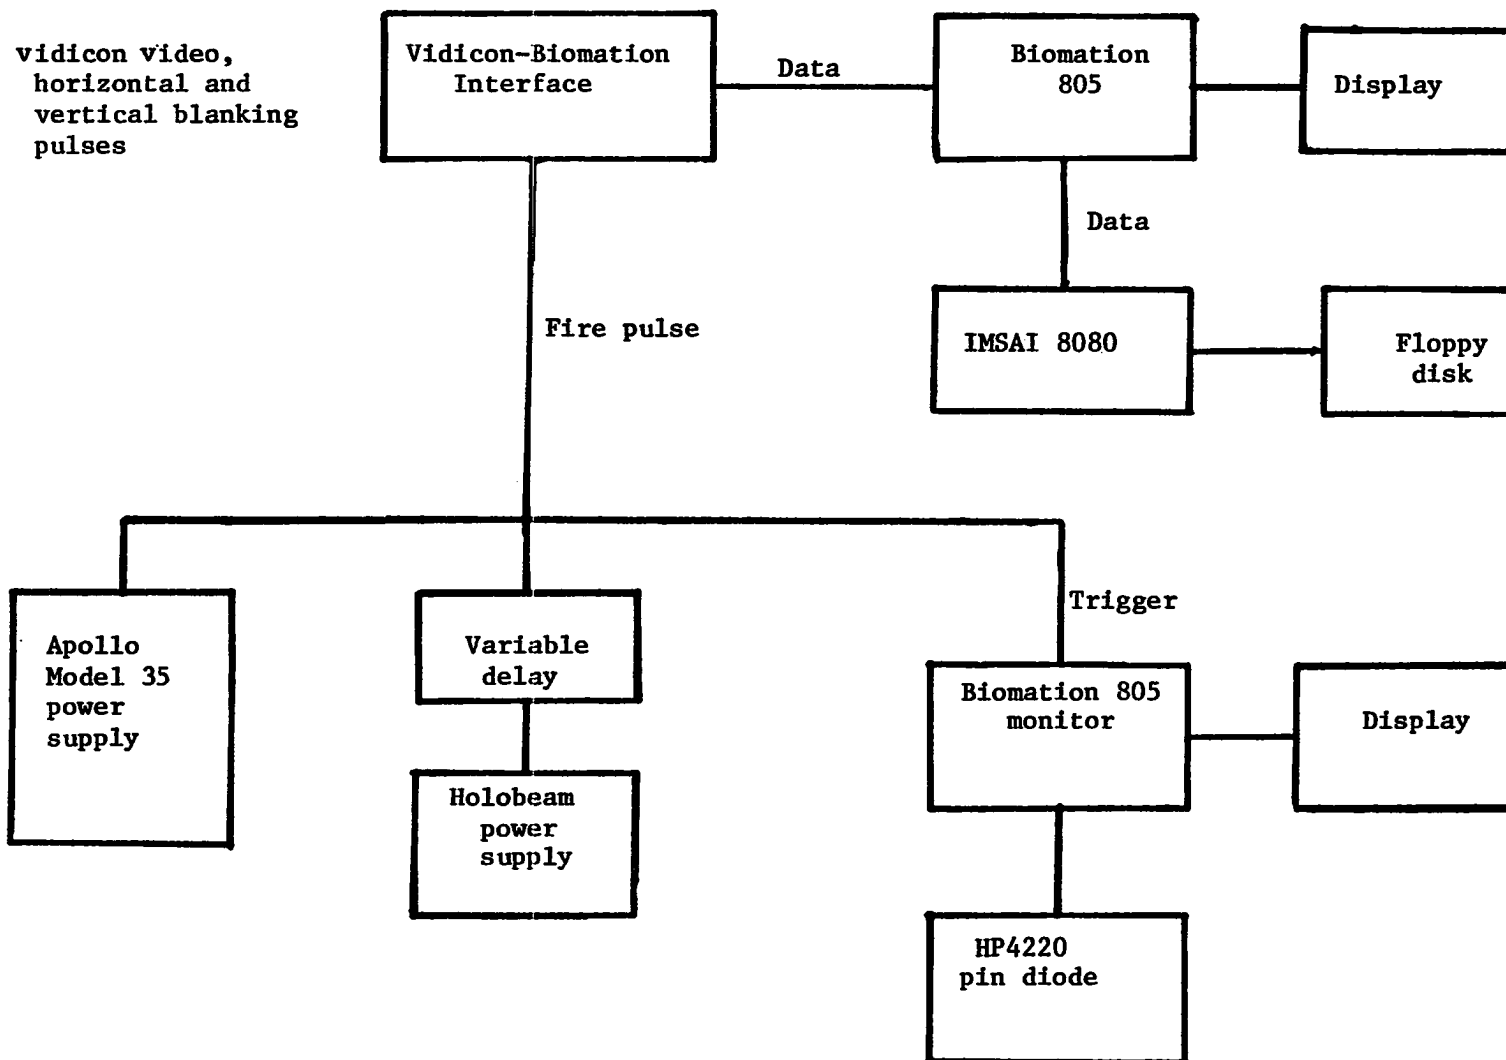 vidicon video,
horizontal and
vertical blanking
pulses
Vidicon-Biomation
Interface
Data
Biomation
805
Display
Data
Fire pulse
IMSAI 8080
Floppy
disk
Apollo
Model 35
power
supply
Variable
delay
Trigger
Biomation 805
monitor
Display
Holobeam
power
supply
HP4220
pin diode